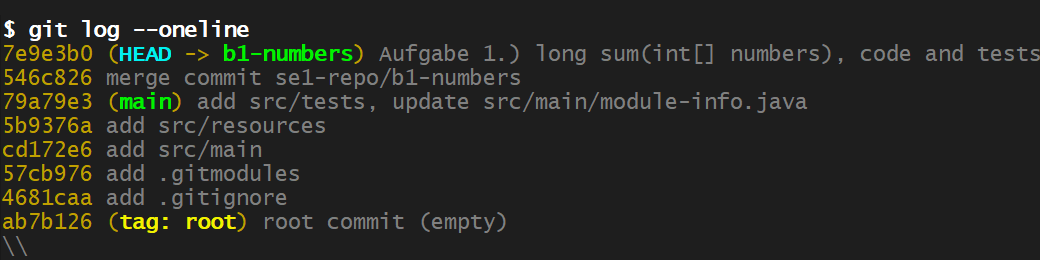 $ git log --oneline
7e9e3b0 (HEAD -> b1-numbers) Aufgabe 1.) long sum(int[] numbers), code and tests
546c826 merge commit se1-repo/b1-numbers
79a79e3 (main) add src/tests, update src/main/module-info.java
5b9376a add src/resources
cd172e6 add src/main
57cb976 add .gitmodules
4681caa add .gitignore
ab7b126 (tag: root) root commit (empty)
\\